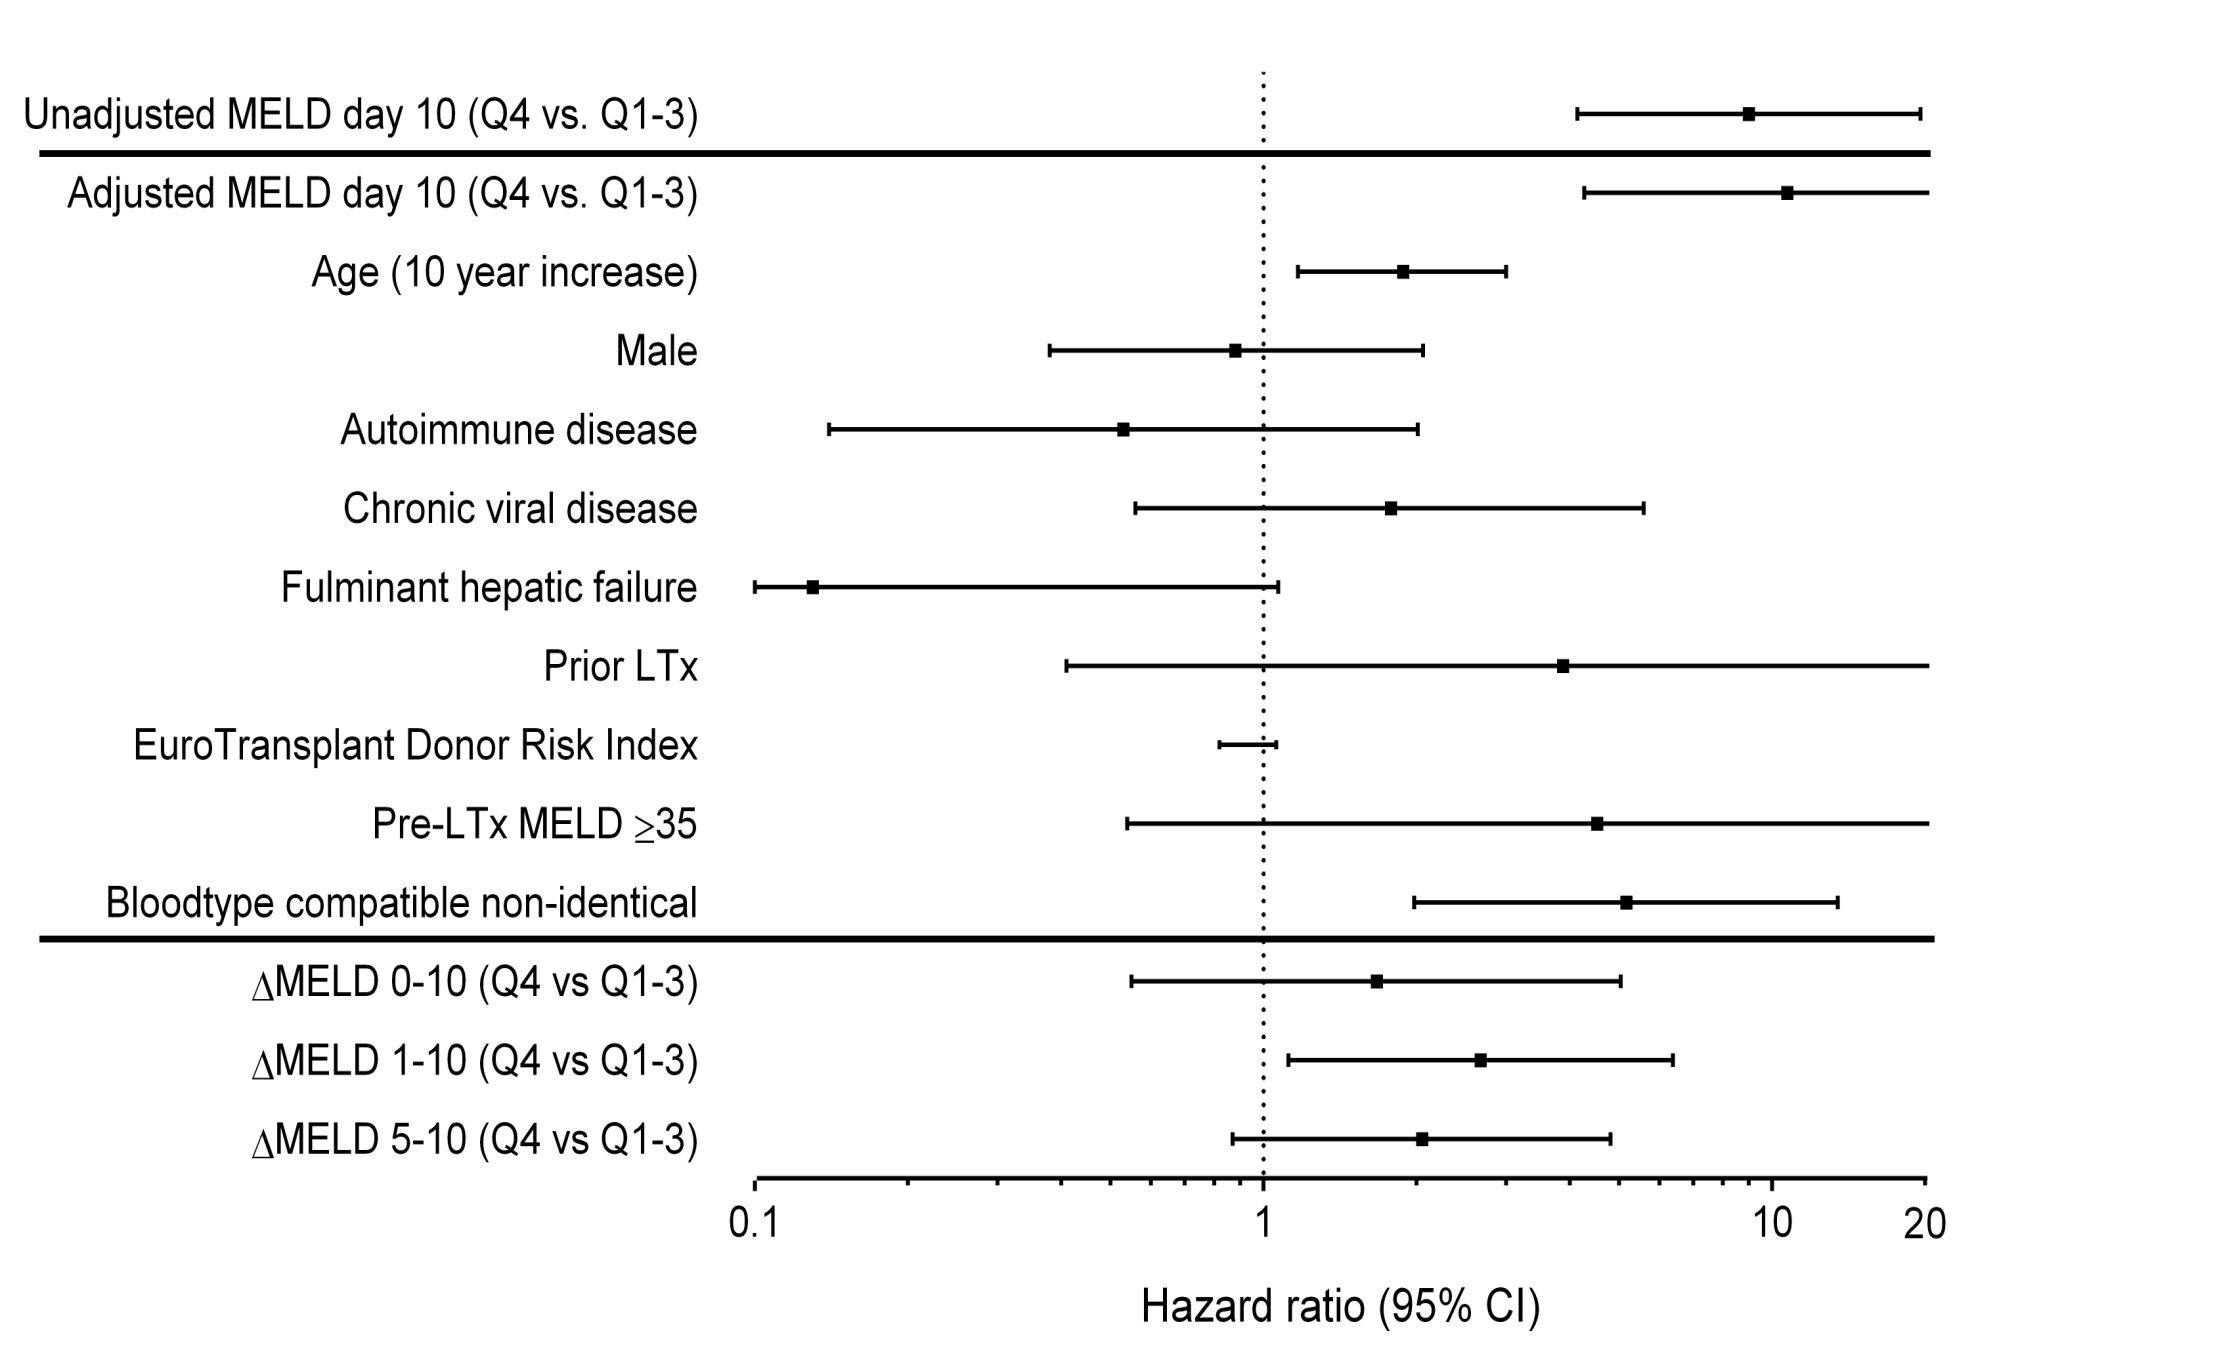 Unadjusted MELD day 10 (Q4 vs. Q1-3)
Adjusted MELD day 10 (Q4 vs. Q1-3)
Age (10 year increase)
Male
Autoimmune disease
Chronic viral disease
Fulminant hepatic failure
Prior LTx
EuroTransplant Donor Risk Index
Pre-LTx MELD ≥35
Bloodtype compatible non-identical
ΔMELD 0-10 (Q4 vs Q1-3)
ΔMELD 1-10 (Q4 vs Q1-3)
ΔMELD 5-10 (Q4 vs Q1-3)
0.1 1 10 20
Hazard ratio (95% CI)